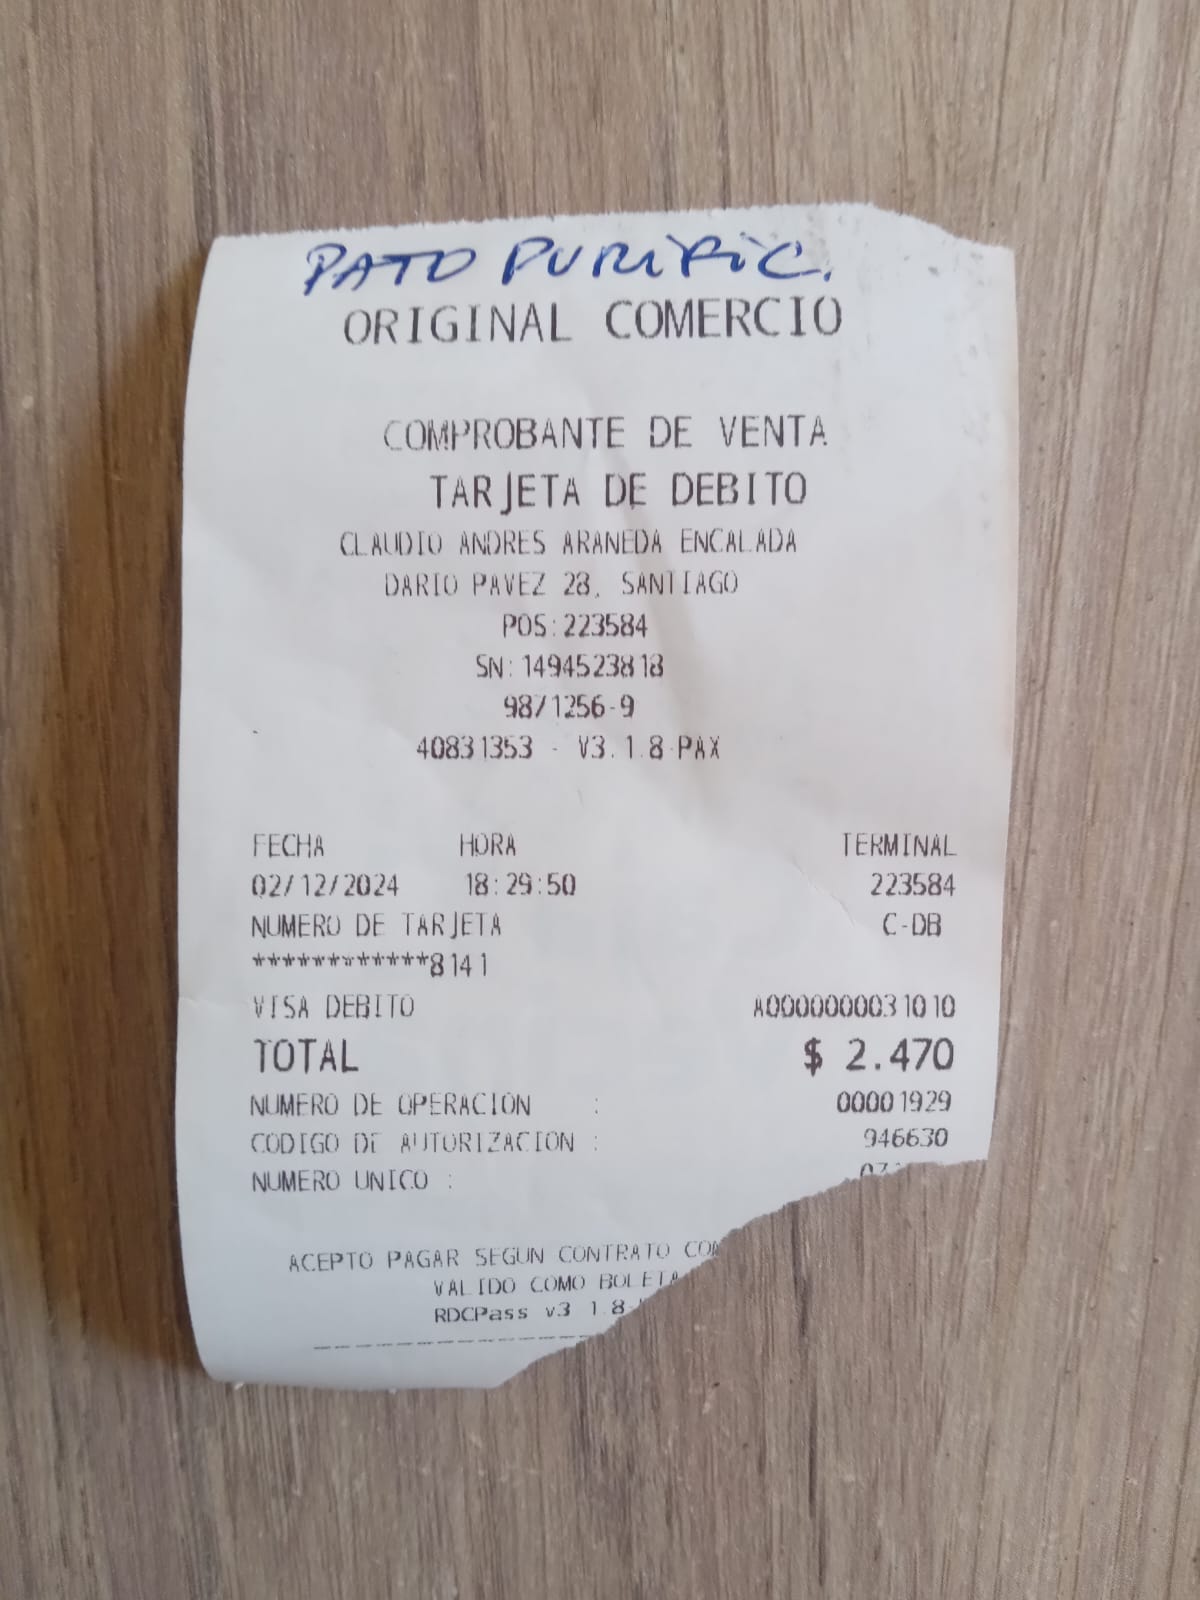 PATO PURIFIC.
ORIGINAL COMERCIO
COMPROBANTE DE VENTA
TARJETA DE DEBITO
CLAUDIO ANDRES ARANEDA ENCALADA
DARIO PAVEZ 28, SANTIAGO
POS:223584
SN: 1494523818
9871256-9
40831353 - V3.1.8 PAX
FECHA HORA TERMINAL
02/12/2024 18:29:50 223584
NUMERO DE TARJETA C-DB
************8141
VISA DEBITO A0000000031010
TOTAL $ 2.470
NUMERO DE OPERACION : 00001929
CODIGO DE AUTORIZACION : 946630
NUMERO UNICO :
ACEPTO PAGAR SEGUN CONTRATO
VALIDO COMO BOLETA
RDCPass v3 1.8-